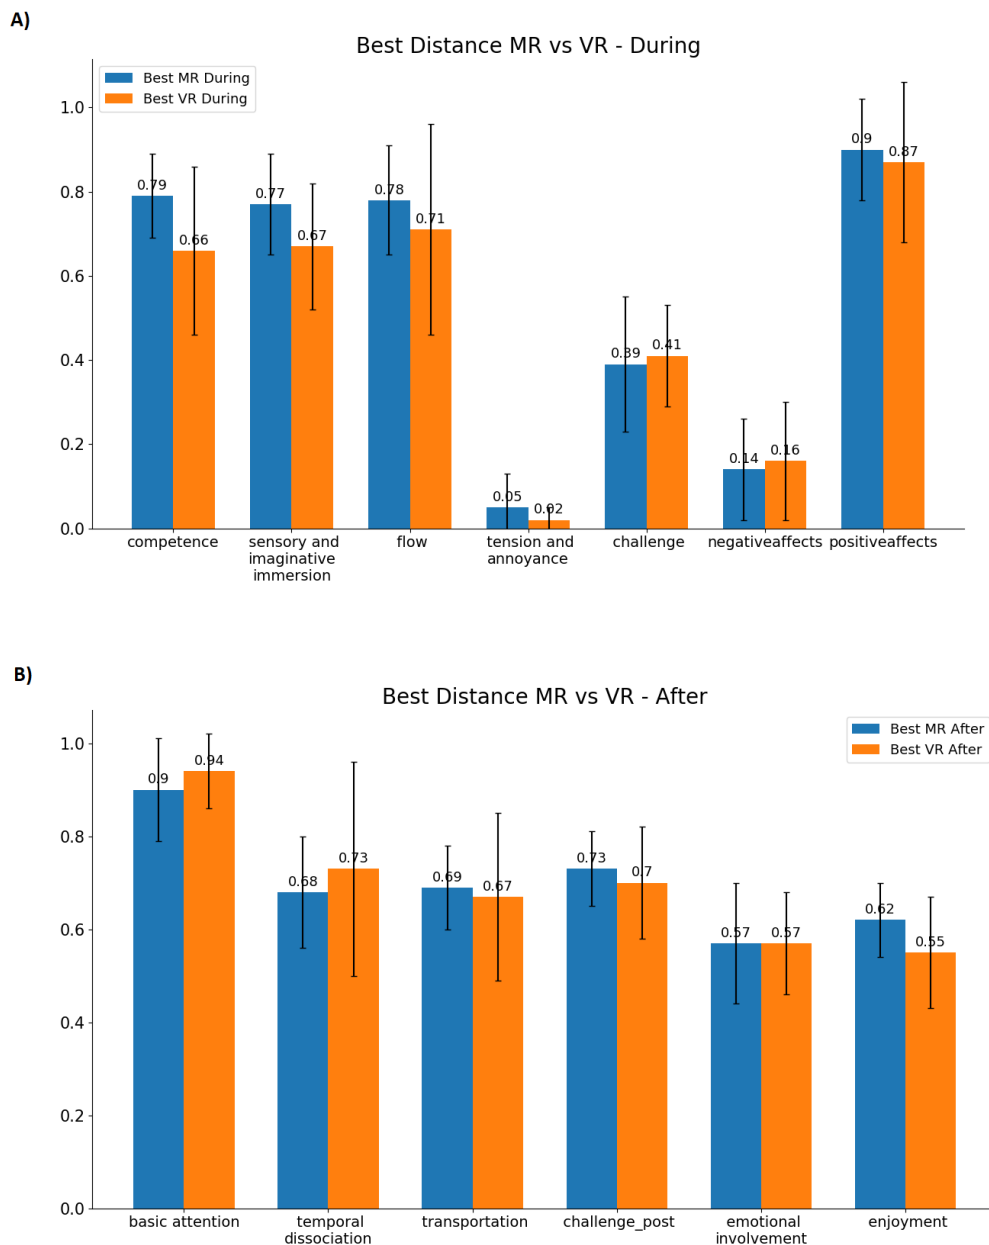 A)
Best Distance MR vs VR - During
Best MR During
Best VR During
1.0
0.8
0.6
0.4
0.2
0.0
0.79
0.66
0.77
0.67
0.78
0.71
0.05
0.02
0.39
0.41
0.14
0.16
0.9
0.87
competence
sensory and
imaginative
immersion
flow
tension and
annoyance
challenge
negativeaffects
positiveaffects
B)
Best Distance MR vs VR - After
Best MR After
Best VR After
1.0
0.8
0.6
0.4
0.2
0.0
0.9
0.94
0.68
0.73
0.69
0.67
0.73
0.7
0.57
0.57
0.62
0.55
basic attention
temporal
dissociation
transportation
challenge_post
emotional
involvement
enjoyment